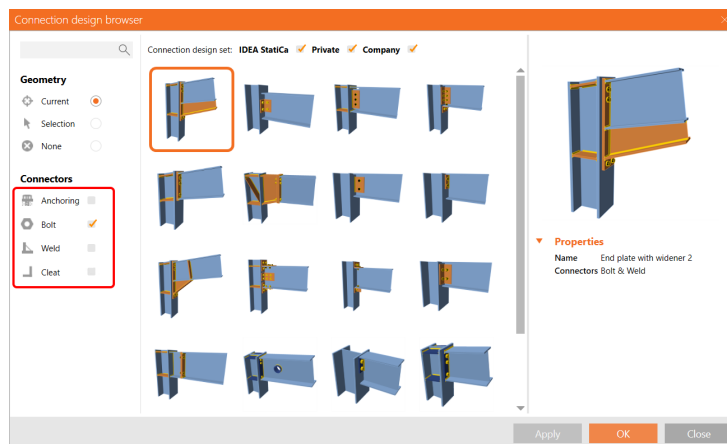 Connection design browser
Connection design set: IDEA StatiCa Private Company
Geometry
Current
Selection
None
Connectors
Anchoring
Bolt
Weld
Cleat
Properties
Name End plate with widener 2
Connectors Bolt & Weld
Apply OK Close